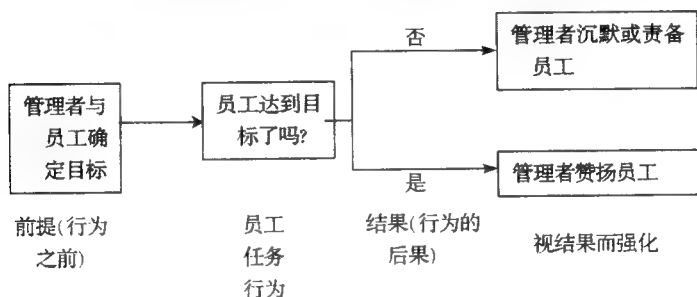 管理者与
员工确
定目标
员工达到目
标了吗?
否
管理者沉默或责备
员工
是
管理者赞扬员工
前提(行为
之前)
员工
任务
行为
结果(行为的
后果)
视结果而强化